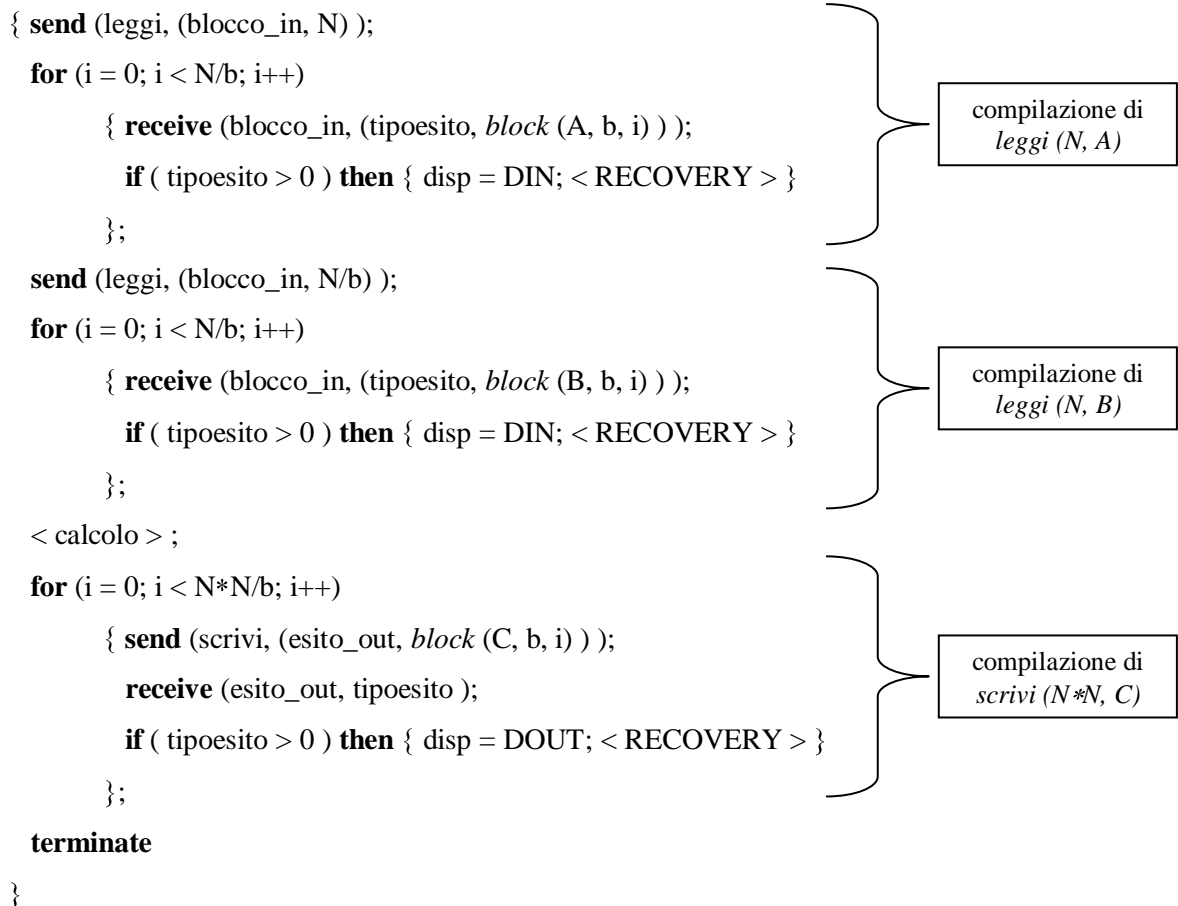 { send (leggi, (blocco_in, N) );
for (i = 0; i < N/b; i++)
{ receive (blocco_in, (tipoesito, block (A, b, i) ) );
if ( tipoesito > 0 ) then { disp = DIN; < RECOVERY > }
};
compilazione di
leggi (N, A)
send (leggi, (blocco_in, N/b) );
for (i = 0; i < N/b; i++)
{ receive (blocco_in, (tipoesito, block (B, b, i) ) );
if ( tipoesito > 0 ) then { disp = DIN; < RECOVERY > }
};
compilazione di
leggi (N, B)
< calcolo > ;
for (i = 0; i < N*N/b; i++)
{ send (scrivi, (esito_out, block (C, b, i) ) );
receive (esito_out, tipoesito );
if ( tipoesito > 0 ) then { disp = DOUT; < RECOVERY > }
};
compilazione di
scrivi (N*N, C)
terminate
}